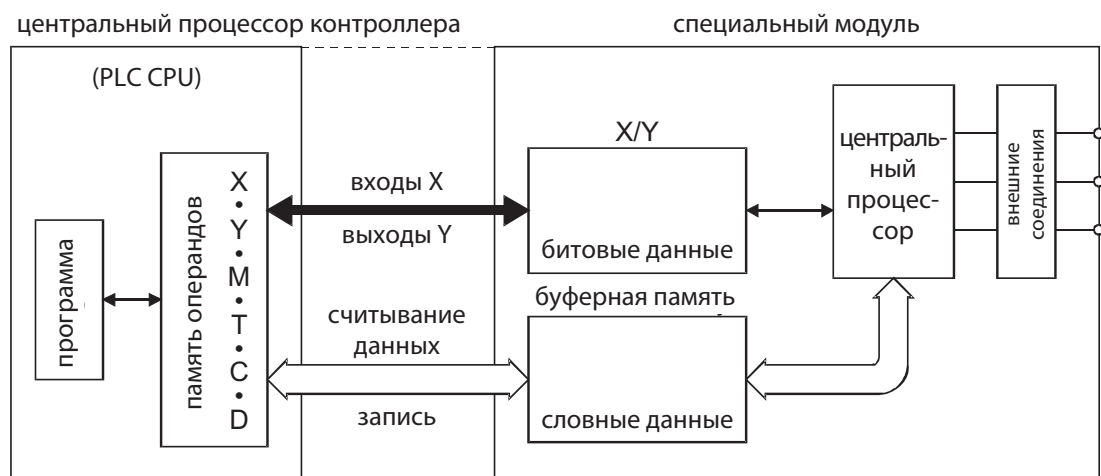 центральный процессор контроллера
специальный модуль
(PLC CPU)
программа
память операндов
X
•
Y
•
M
•
T
•
C
•
D
входы X
выходы Y
считывание
данных
запись
X/Y
битовые данные
буферная память
словные данные
централь-
ный
процес-
сор
внешние
соединения